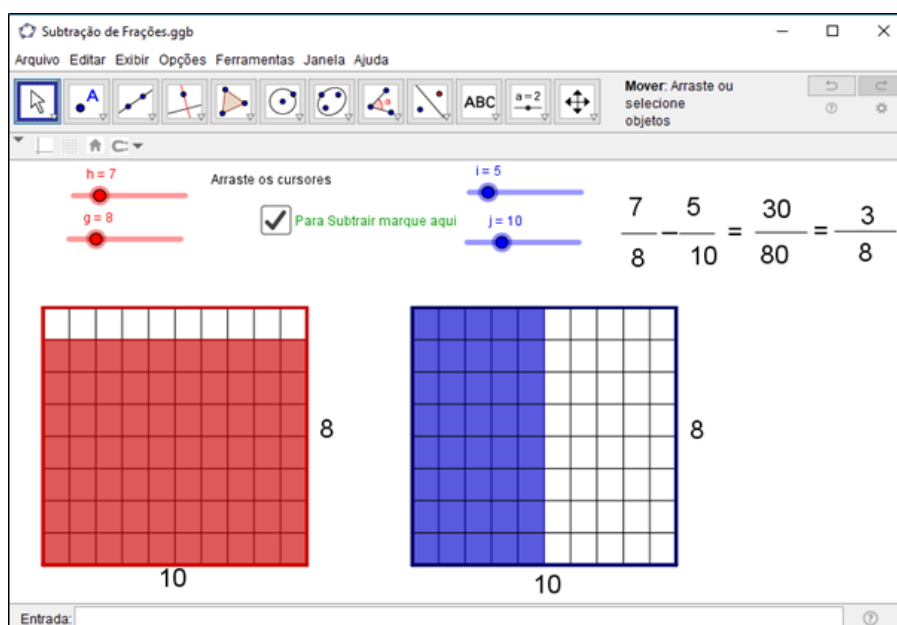 Subtração de Frações.ggb
Arquivo Editar Exibir Opções Ferramentas Janela Ajuda
A
α
ABC
a=2
Mover: Arraste ou
selecione
objetos
h = 7
Arraste os cursores
i = 5
g = 8
Para Subtrair marque aqui
j = 10
7/8 − 5/10 = 30/80 = 3/8
8
10
8
10
Entrada: